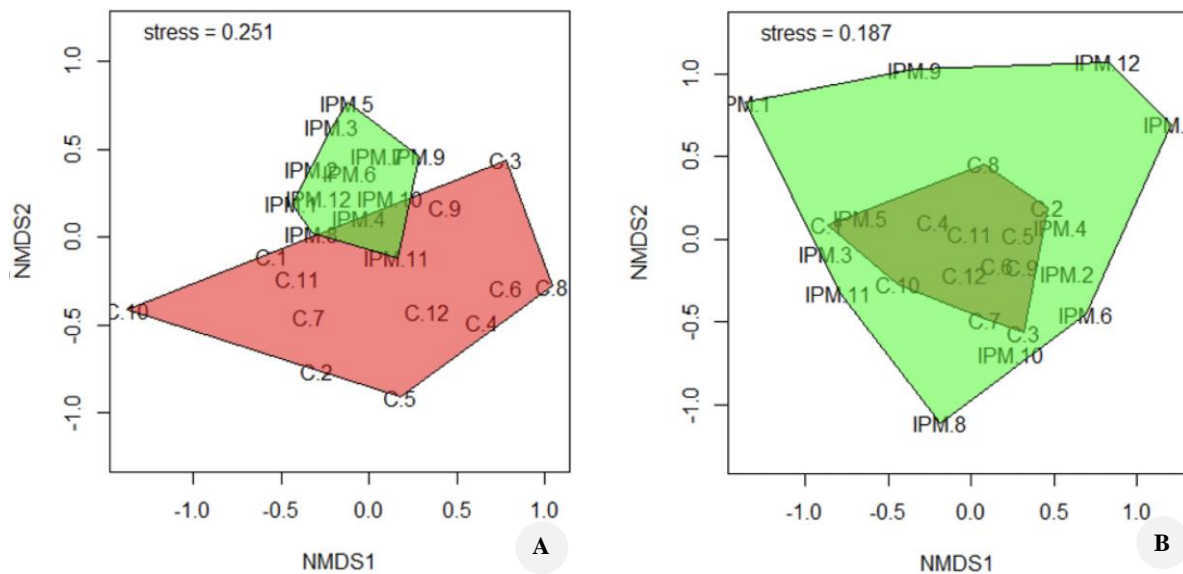 stress = 0.251
NMDS2
1.0
0.5
0.0
-0.5
-1.0
IPM.5
IPM.3
IPM.9
IPM.2
IPM.6
C.3
IPM.12
IPM.10
IPM.1
C.9
IPM.4
IPM.8
C.1
IPM.11
C.11
C.6
C.8
C.10
C.7
C.12
C.4
C.2
C.5
-1.0 -0.5 0.0 0.5 1.0
NMDS1
A
stress = 0.187
NMDS2
1.0
0.5
0.0
-0.5
-1.0
IPM.9
IPM.12
PM.1
IPM.
C.8
C.2
IPM.5
C.4
IPM.4
C.11
C.5
IPM.3
C.6
C.9
C.12
IPM.2
C.10
IPM.11
C.7
IPM.6
C.3
IPM.10
IPM.8
-1.0 -0.5 0.0 0.5 1.0
NMDS1
B